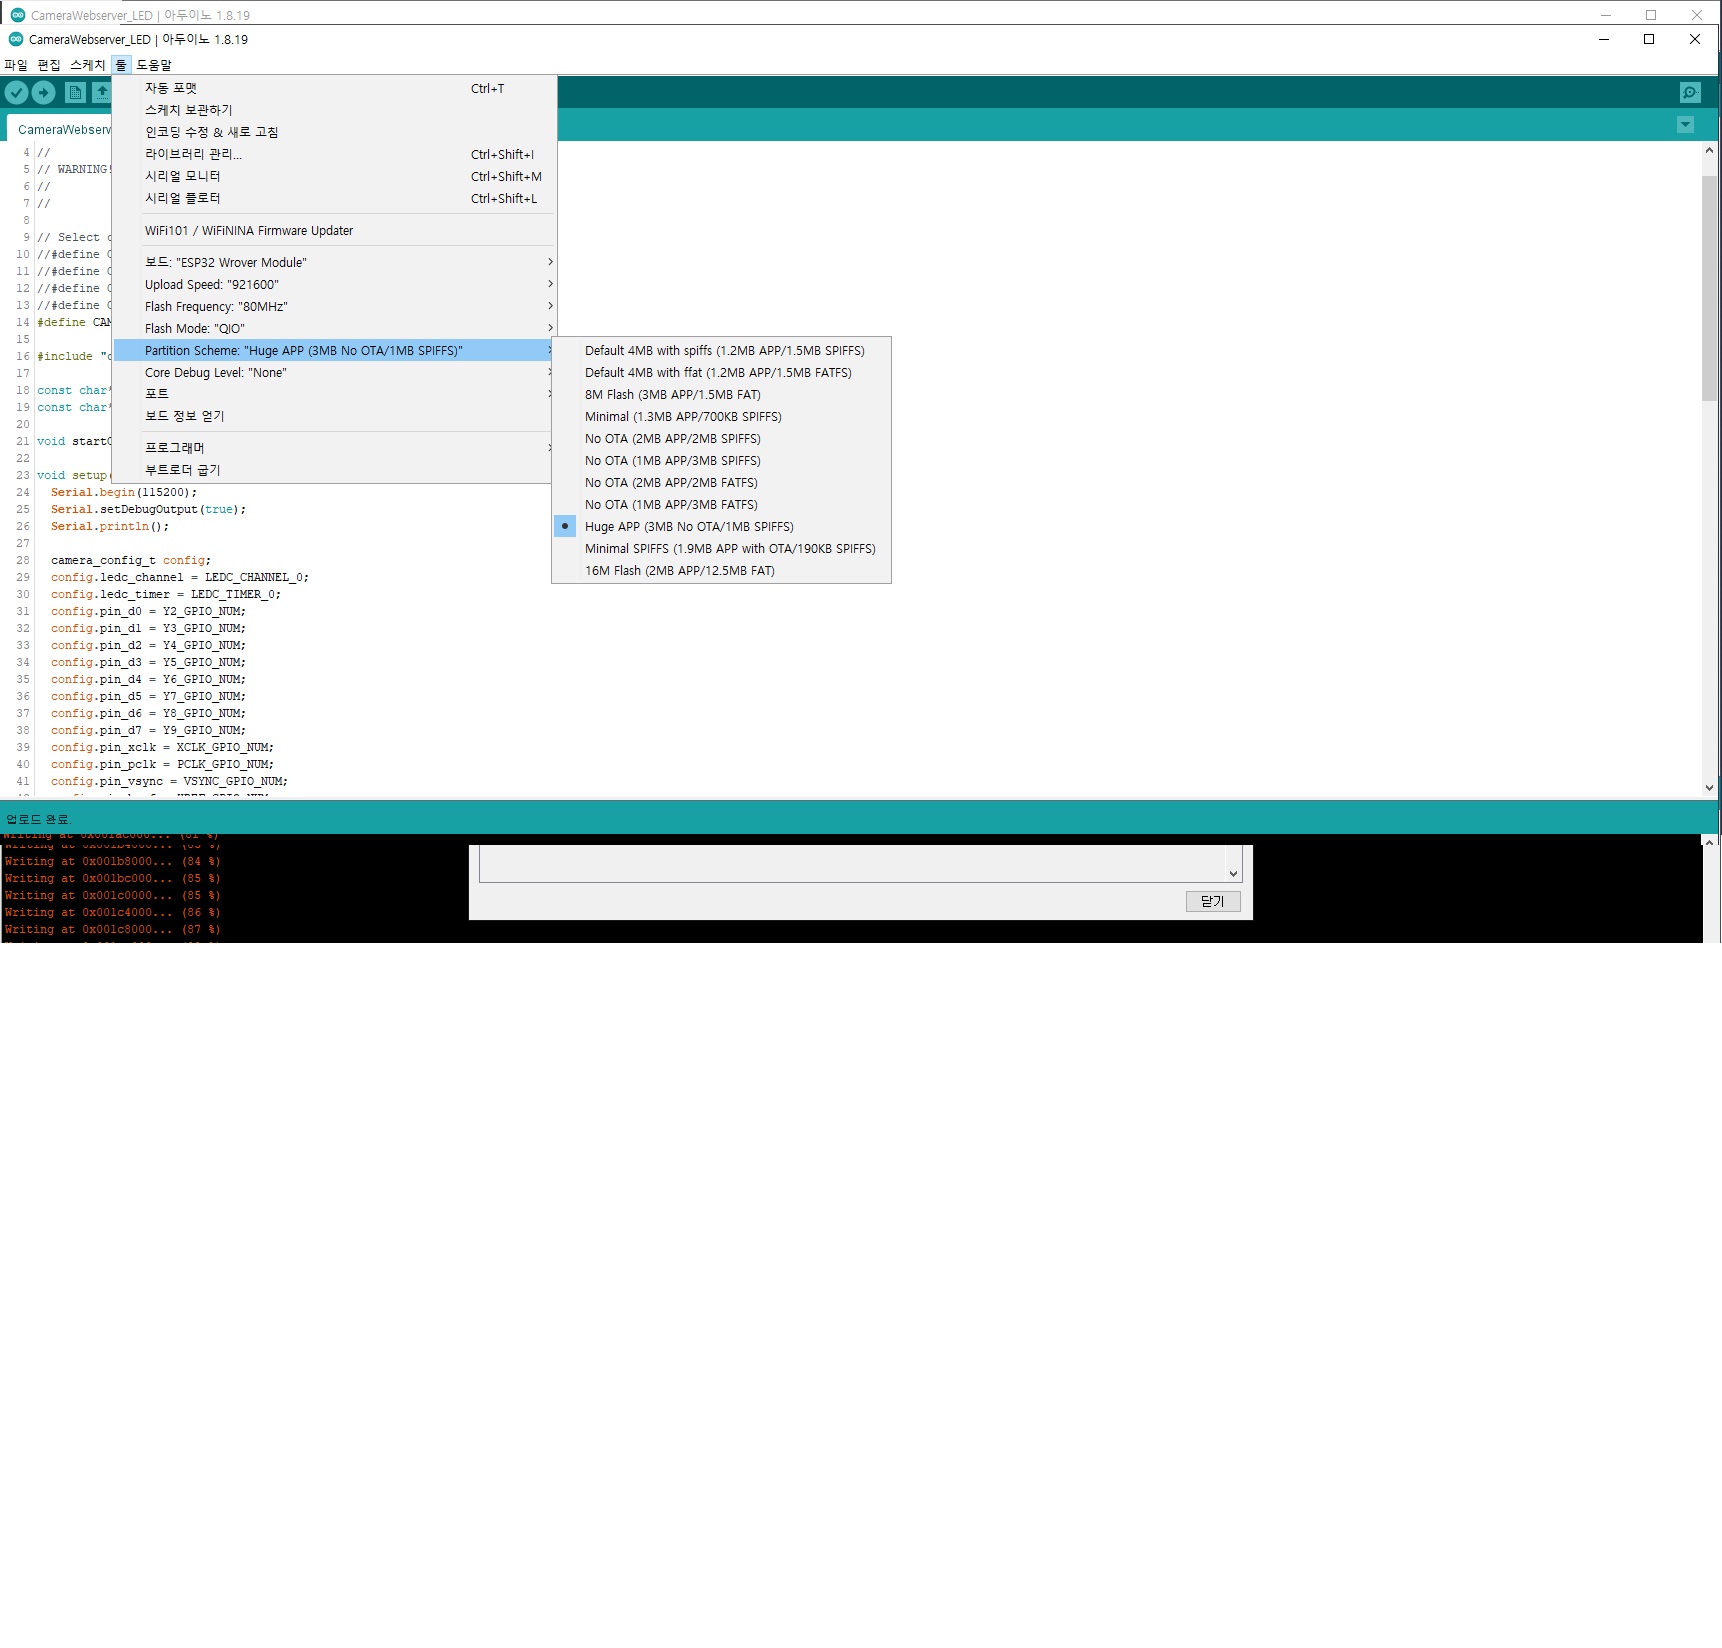 CameraWebserver_LED | 아두이노 1.8.19
CameraWebserver_LED | 아두이노 1.8.19
파일 편집 스케치 툴 도움말
자동 포맷 Ctrl+T
스케치 보관하기
인코딩 수정 & 새로 고침
라이브러리 관리... Ctrl+Shift+I
시리얼 모니터 Ctrl+Shift+M
시리얼 플로터 Ctrl+Shift+L
WiFi101 / WiFiNINA Firmware Updater
보드: "ESP32 Wrover Module"
Upload Speed: "921600"
Flash Frequency: "80MHz"
Flash Mode: "QIO"
Partition Scheme: "Huge APP (3MB No OTA/1MB SPIFFS)"
Core Debug Level: "None"
포트
보드 정보 얻기
프로그래머
부트로더 굽기
Default 4MB with spiffs (1.2MB APP/1.5MB SPIFFS)
Default 4MB with ffat (1.2MB APP/1.5MB FATFS)
8M Flash (3MB APP/1.5MB FAT)
Minimal (1.3MB APP/700KB SPIFFS)
No OTA (2MB APP/2MB SPIFFS)
No OTA (1MB APP/3MB SPIFFS)
No OTA (2MB APP/2MB FATFS)
No OTA (1MB APP/3MB FATFS)
Huge APP (3MB No OTA/1MB SPIFFS)
Minimal SPIFFS (1.9MB APP with OTA/190KB SPIFFS)
16M Flash (2MB APP/12.5MB FAT)
CameraWebserv
4 //
5 // WARNING!
6 //
7 //
8
9 // Select
10 //#define
11 //#define
12 //#define
13 //#define
14 #define CAM
15
16 #include "
17
18 const char*
19 const char*
20
21 void start
22
23 void setup(
24 Serial.begin(115200);
25 Serial.setDebugOutput(true);
26 Serial.println();
27
28 camera_config_t config;
29 config.ledc_channel = LEDC_CHANNEL_0;
30 config.ledc_timer = LEDC_TIMER_0;
31 config.pin_d0 = Y2_GPIO_NUM;
32 config.pin_d1 = Y3_GPIO_NUM;
33 config.pin_d2 = Y4_GPIO_NUM;
34 config.pin_d3 = Y5_GPIO_NUM;
35 config.pin_d4 = Y6_GPIO_NUM;
36 config.pin_d5 = Y7_GPIO_NUM;
37 config.pin_d6 = Y8_GPIO_NUM;
38 config.pin_d7 = Y9_GPIO_NUM;
39 config.pin_xclk = XCLK_GPIO_NUM;
40 config.pin_pclk = PCLK_GPIO_NUM;
41 config.pin_vsync = VSYNC_GPIO_NUM;
업로드 완료.
Writing at 0x001b8000... (84 %)
Writing at 0x001bc000... (85 %)
Writing at 0x001c0000... (85 %)
Writing at 0x001c4000... (86 %)
Writing at 0x001c8000... (87 %)
닫기